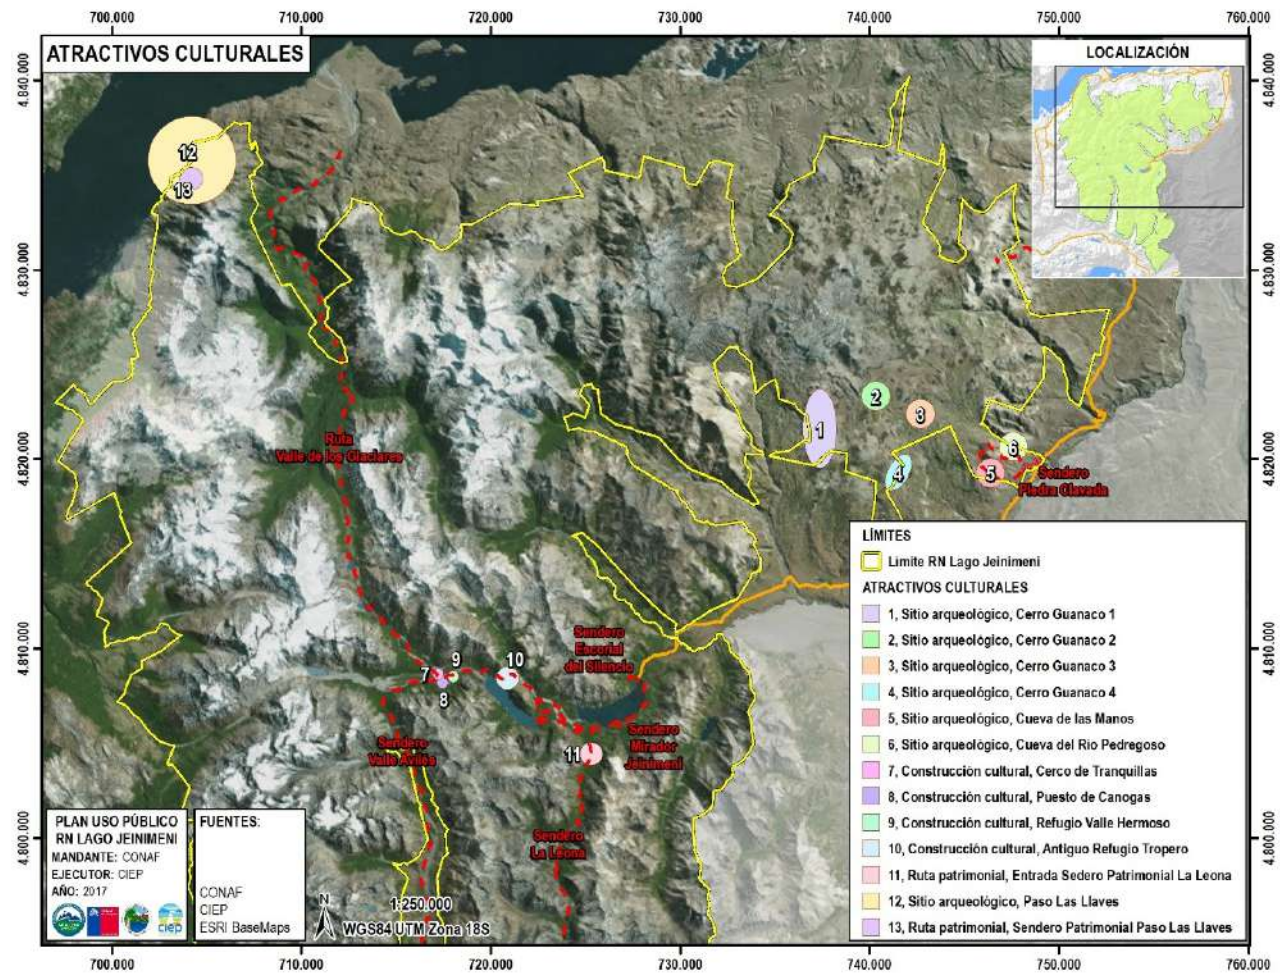 700.000
710.000
720.000
730.000
740.000
750.000
760.000
ATRACTIVOS CULTURALES
LOCALIZACIÓN
4.840.000
4.840.000
4.830.000
4.830.000
4.820.000
4.820.000
4.810.000
4.810.000
4.800.000
4.800.000
12
13
1
2
3
4
5
6
7
8
9
10
11
Ruta
Valle de los Glaciares
Sendero
Piedra Clavada
Sendero
Escorial
del Silencio
Sendero
Mirador
Jeinimeni
Sendero
Valle Aviles
Sendero
La Leona
LÍMITES
Limite RN Lago Jeinimeni
ATRACTIVOS CULTURALES
1, Sitio arqueológico, Cerro Guanaco 1
2, Sitio arqueológico, Cerro Guanaco 2
3, Sitio arqueológico, Cerro Guanaco 3
4, Sitio arqueológico, Cerro Guanaco 4
5, Sitio arqueológico, Cueva de las Manos
6, Sitio arqueológico, Cueva del Río Pedregoso
7, Construcción cultural, Cerco de Tranquillas
8, Construcción cultural, Puesto de Canogas
9, Construcción cultural, Refugio Valle Hermoso
10, Construcción cultural, Antiguo Refugio Tropero
11, Ruta patrimonial, Entrada Sedero Patrimonial La Leona
12, Sitio arqueológico, Paso Las Llaves
13, Ruta patrimonial, Sendero Patrimonial Paso Las Llaves
PLAN USO PÚBLICO
RN LAGO JEINIMENI
MANDANTE: CONAF
EJECUTOR: CIEP
AÑO: 2017
ciep
FUENTES:
CONAF
CIEP
ESRI BaseMaps
N
1:250.000
WGS84 UTM Zona 18S
700.000
710.000
720.000
730.000
740.000
750.000
760.000